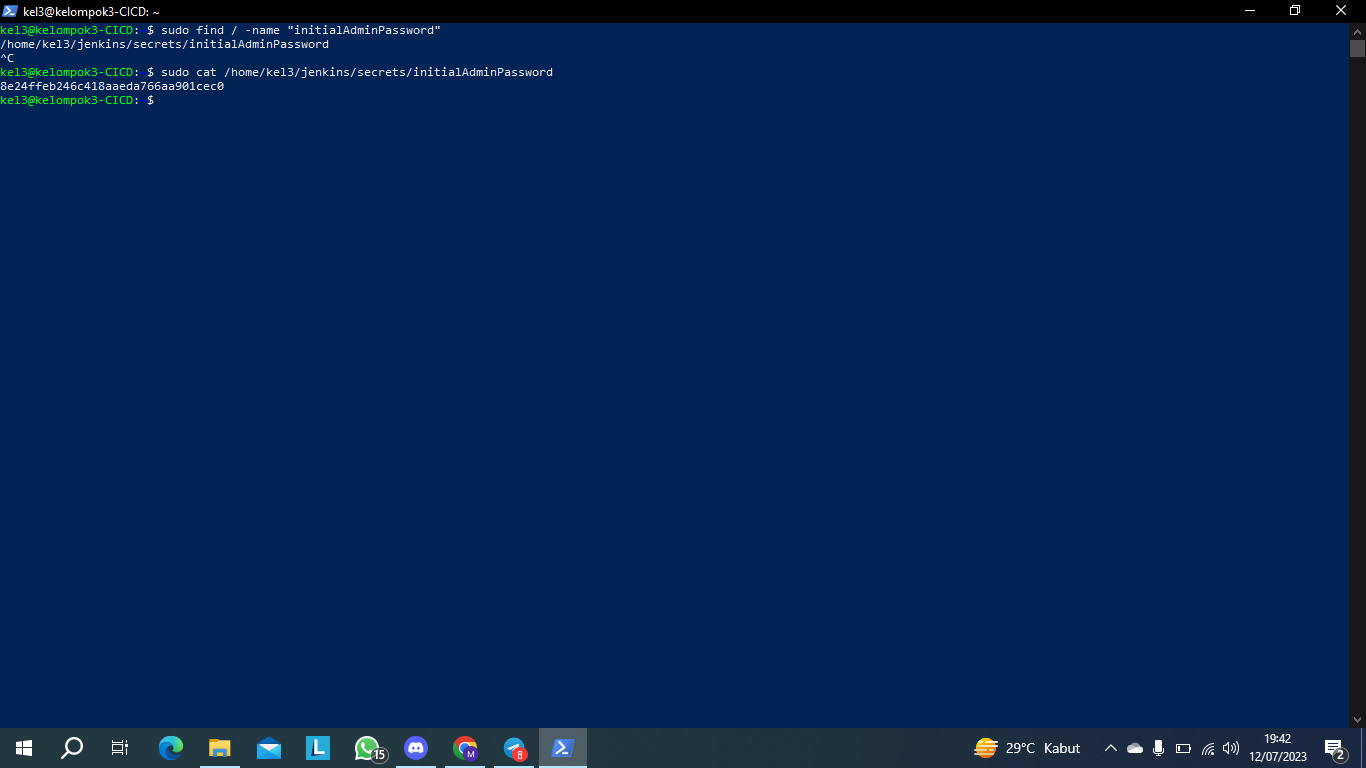 kel3@kelompok3-CICD: ~
kel3@kelompok3-CICD: $ sudo find / -name "initialAdminPassword"
/home/kel3/jenkins/secrets/initialAdminPassword
^C
kel3@kelompok3-CICD: $ sudo cat /home/kel3/jenkins/secrets/initialAdminPassword
8e24ffeb246c418aaeda766aa901cec0
kel3@kelompok3-CICD: $
L
15
M
8
29°C Kabut
19:42
12/07/2023
2